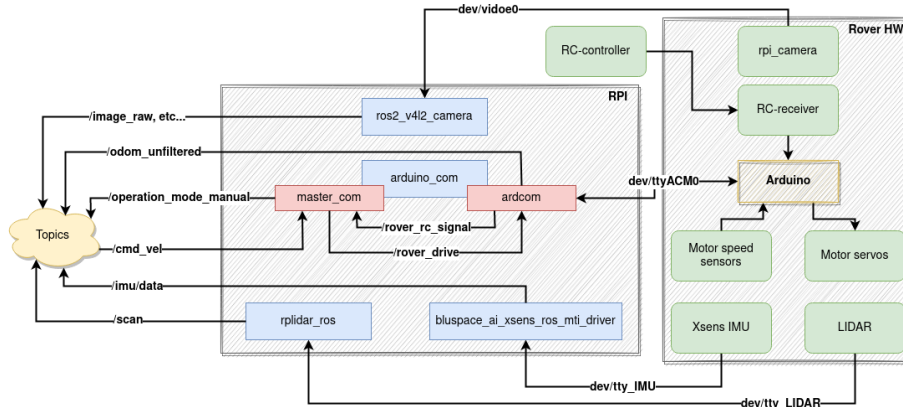 dev/vidoe0
Rover HW
RC-controller
rpi_camera
RPI
RC-receiver
/image_raw, etc...
ros2_v4l2_camera
/odom_unfiltered
arduino_com
dev/ttyACM0
Arduino
/operation_mode_manual
master_com
ardcom
/rover_rc_signal
Topics
/cmd_vel
/rover_drive
Motor speed
sensors
Motor servos
/imu/data
/scan
rplidar_ros
bluspace_ai_xsens_ros_mti_driver
Xsens IMU
LIDAR
dev/tty_IMU
dev/tty_LIDAR